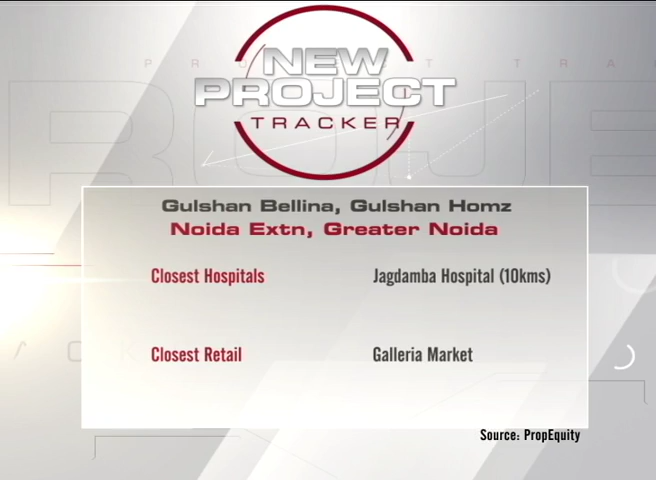 NEW
PROJECT
TRACKER
Gulshan Bellina, Gulshan Homz
Noida Extn, Greater Noida
Closest Hospitals Jagdamba Hospital (10kms)
Closest Retail Galleria Market
Source: PropEquity